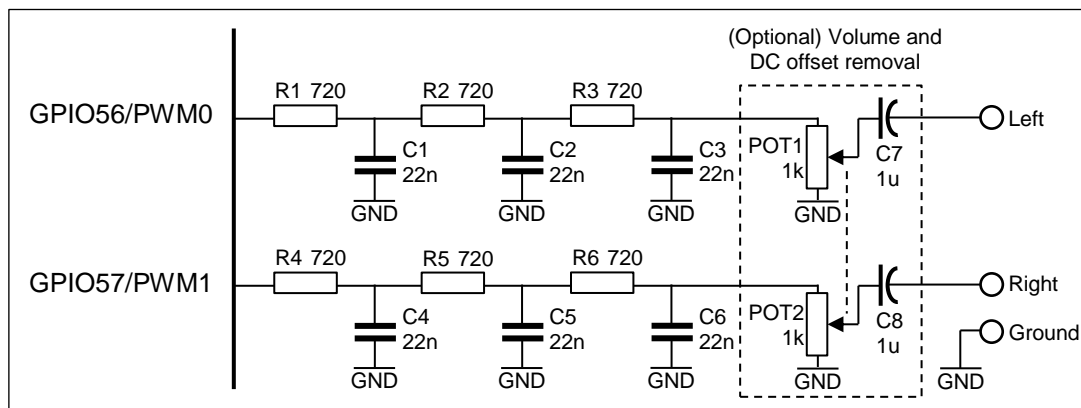 (Optional) Volume and
DC offset removal
R1 720
R2 720
R3 720
GPIO56/PWM0
Left
C1
22n
C2
22n
C3
22n
POT1
1k
C7
1u
GND
GND
GND
GND
R4 720
R5 720
R6 720
GPIO57/PWM1
Right
C4
22n
C5
22n
C6
22n
POT2
1k
C8
1u
Ground
GND
GND
GND
GND
GND